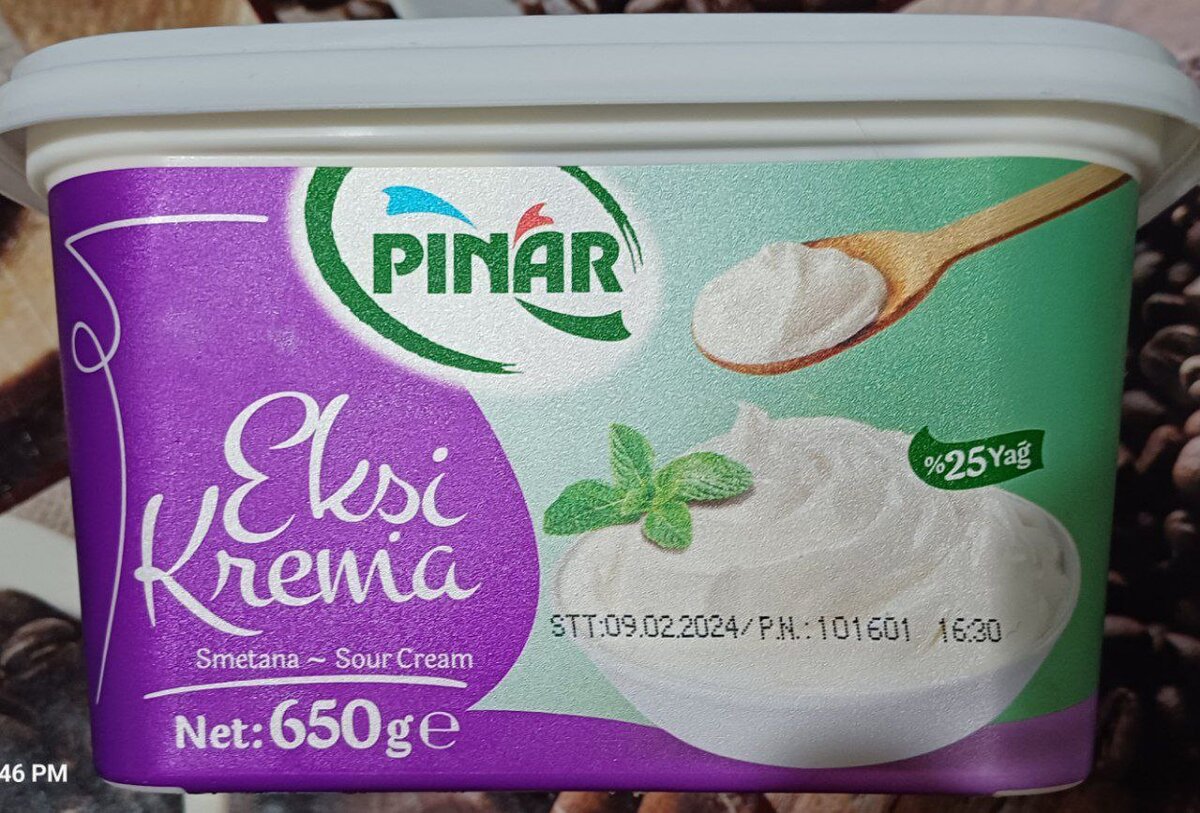 PINAR
Ekşi
Krema
Smetana ~ Sour Cream
Net: 650g e
%25 Yağ
STT:09.02.2024/P.N.:101601 16:30
46 PM